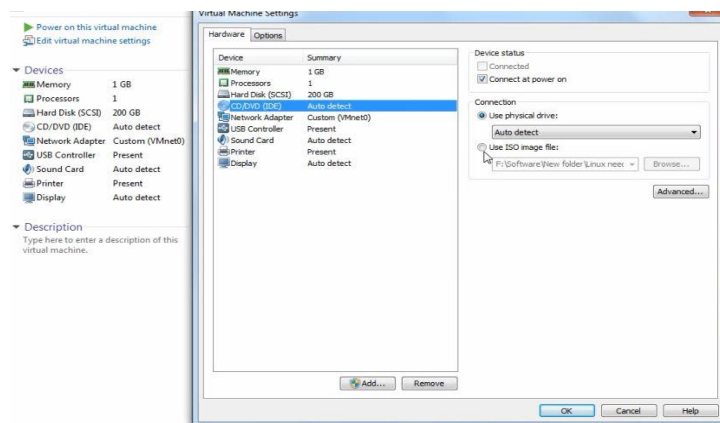 Power on this virtual machine
Edit virtual machine settings
Devices
Memory 1 GB
Processors 1
Hard Disk (SCSI) 200 GB
CD/DVD (IDE) Auto detect
Network Adapter Custom (VMnet0)
USB Controller Present
Sound Card Auto detect
Printer Present
Display Auto detect
Description
Type here to enter a description of this
virtual machine.
Virtual Machine Settings
Hardware Options
Device Summary
Memory 1 GB
Processors 1
Hard Disk (SCSI) 200 GB
CD/DVD (IDE) Auto detect
Network Adapter Custom (VMnet0)
USB Controller Present
Sound Card Auto detect
Printer Present
Display Auto detect
Add... Remove
Device status
Connected
Connect at power on
Connection
Use physical drive:
Auto detect
Use ISO image file:
F:\Software\New folder\Linux neec Browse...
Advanced...
OK Cancel Help